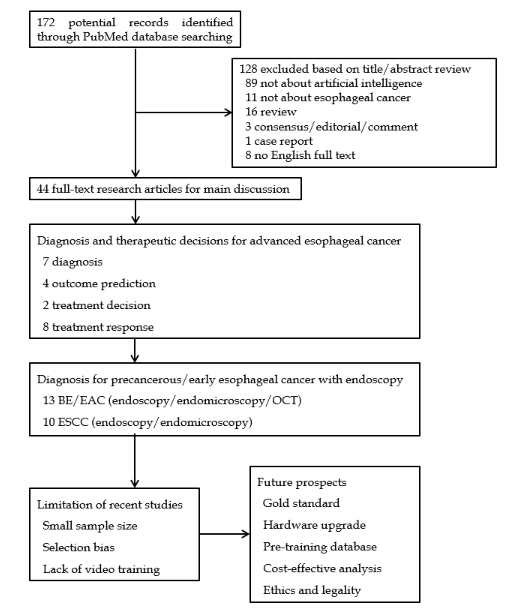 172 potential records identified
through PubMed database searching
128 excluded based on title/abstract review
89 not about artificial intelligence
11 not about esophageal cancer
16 review
3 consensus/editorial/comment
1 case report
8 no English full text
44 full-text research articles for main discussion
Diagnosis and therapeutic decisions for advanced esophageal cancer
7 diagnosis
4 outcome prediction
2 treatment decision
8 treatment response
Diagnosis for precancerous/early esophageal cancer with endoscopy
13 BE/EAC (endoscopy/endomicroscopy/OCT)
10 ESCC (endoscopy/endomicroscopy)
Limitation of recent studies
Small sample size
Selection bias
Lack of video training
Future prospects
Gold standard
Hardware upgrade
Pre-training database
Cost-effective analysis
Ethics and legality